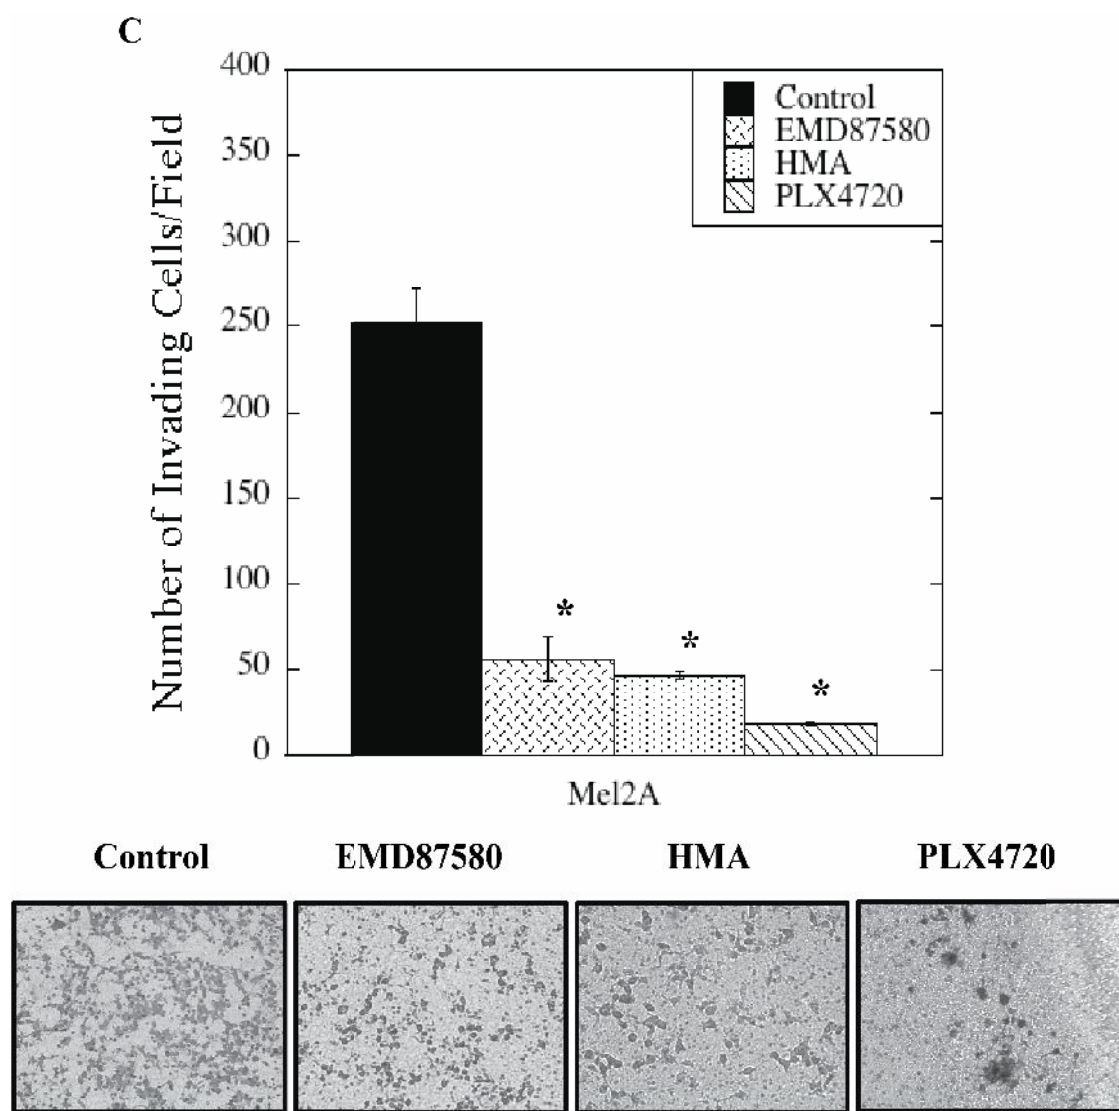 C
Number of Invading Cells/Field
400
350
300
250
200
150
100
50
0
Control
EMD87580
HMA
PLX4720
*
*
*
Mel2A
Control EMD87580 HMA PLX4720